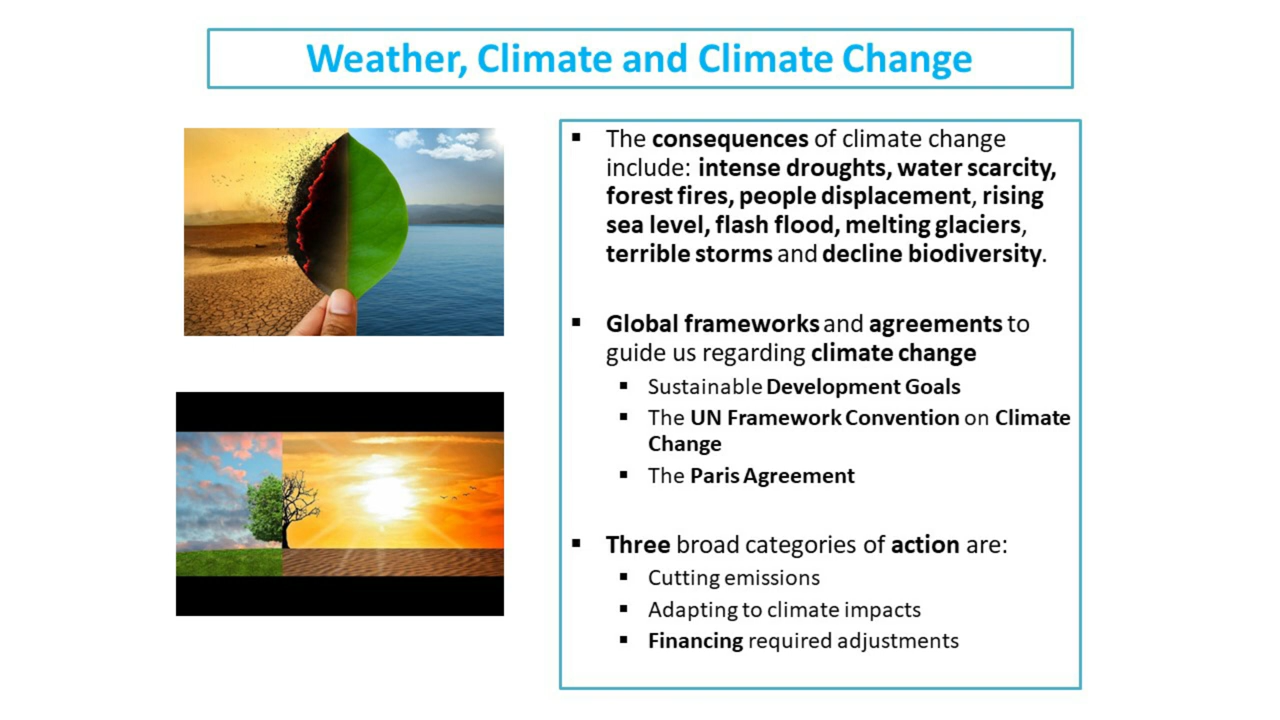 Weather, Climate and Climate Change
▪ The consequences of climate change
include: intense droughts, water scarcity,
forest fires, people displacement, rising
sea level, flash flood, melting glaciers,
terrible storms and decline biodiversity.
▪ Global frameworks and agreements to
guide us regarding climate change
▪ Sustainable Development Goals
▪ The UN Framework Convention on Climate
Change
▪ The Paris Agreement
▪ Three broad categories of action are:
▪ Cutting emissions
▪ Adapting to climate impacts
▪ Financing required adjustments